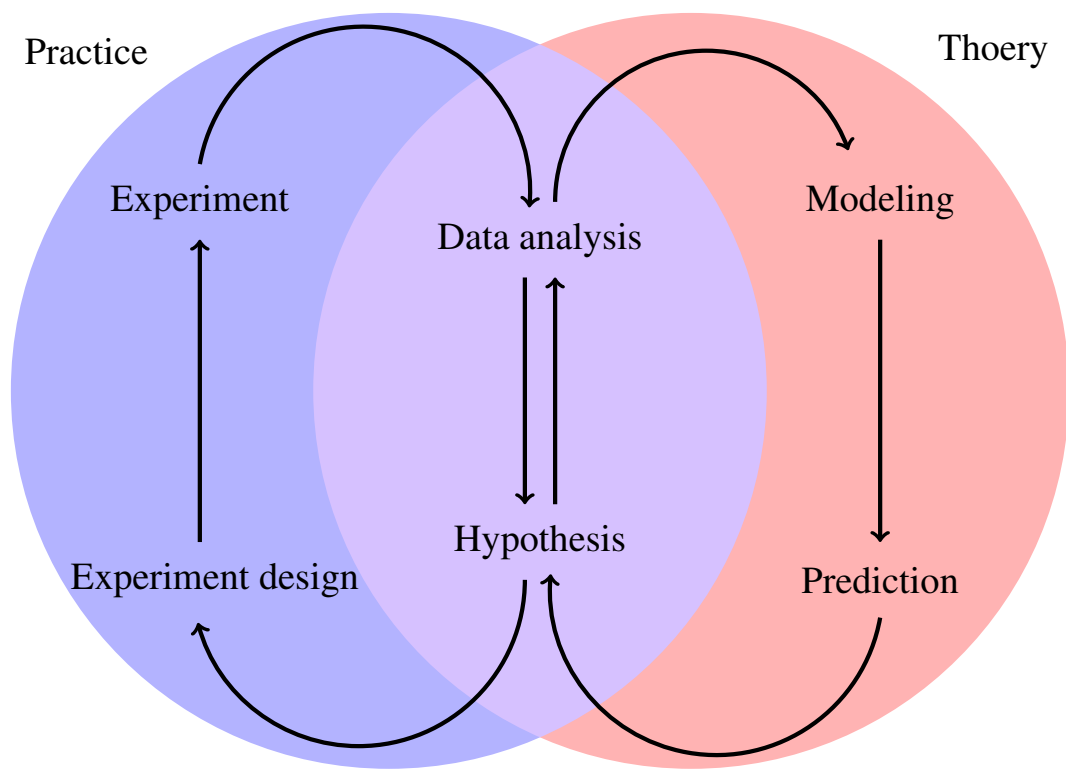 Practice
Thoery
Experiment
Modeling
Data analysis
Hypothesis
Experiment design
Prediction